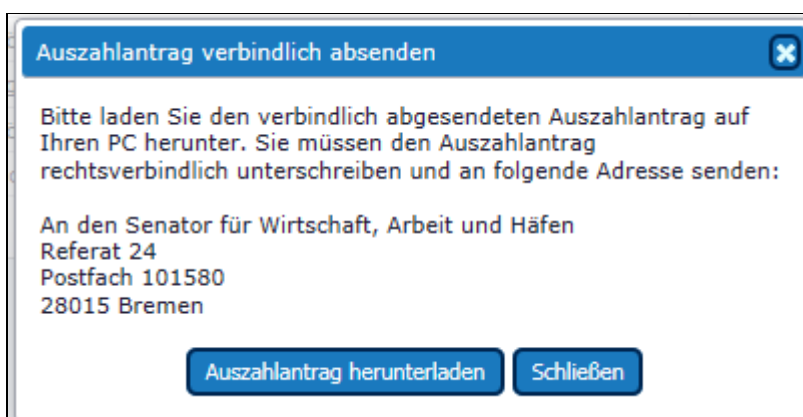 Auszahlantrag verbindlich absenden
Bitte laden Sie den verbindlich abgesendeten Auszahlantrag auf
Ihren PC herunter. Sie müssen den Auszahlantrag
rechtsverbindlich unterschreiben und an folgende Adresse senden:
An den Senator für Wirtschaft, Arbeit und Häfen
Referat 24
Postfach 101580
28015 Bremen
Auszahlantrag herunterladen Schließen